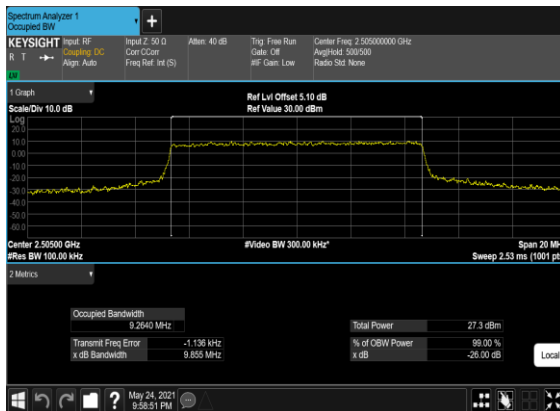 Spectrum Analyzer 1
Occupied BW
KEYSIGHT Input: RF Input Z: 50 Ω Atten: 40 dB Trig: Free Run Center Freq: 2.505000000 GHz
R T Coupling: DC Corr CCorr Gate: Off Avg|Hold: 500/500
Align: Auto Freq Ref: Int (S) #IF Gain: Low Radio Std: None
1 Graph
Scale/Div 10.0 dB Ref Lvl Offset 5.10 dB
Ref Value 30.00 dBm
Log
20.0
10.0
0.00
-10.0
-20.0
-30.0
-40.0
-50.0
-60.0
Center 2.50500 GHz #Video BW 300.00 kHz* Span 20 MH
#Res BW 100.00 kHz Sweep 2.53 ms (1001 pt
2 Metrics
Occupied Bandwidth
9.2640 MHz Total Power 27.3 dBm
Transmit Freq Error -1.136 kHz % of OBW Power 99.00 %
x dB Bandwidth 9.855 MHz x dB -26.00 dB
Local
May 24, 2021
9:58:51 PM